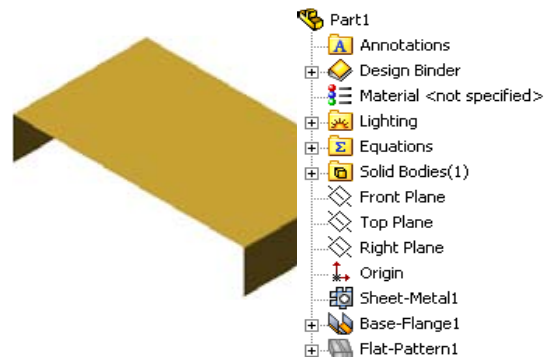 Part1
A Annotations
Design Binder
Material <not specified>
Lighting
Σ Equations
Solid Bodies(1)
Front Plane
Top Plane
Right Plane
Origin
Sheet-Metal1
Base-Flange1
Flat-Pattern1